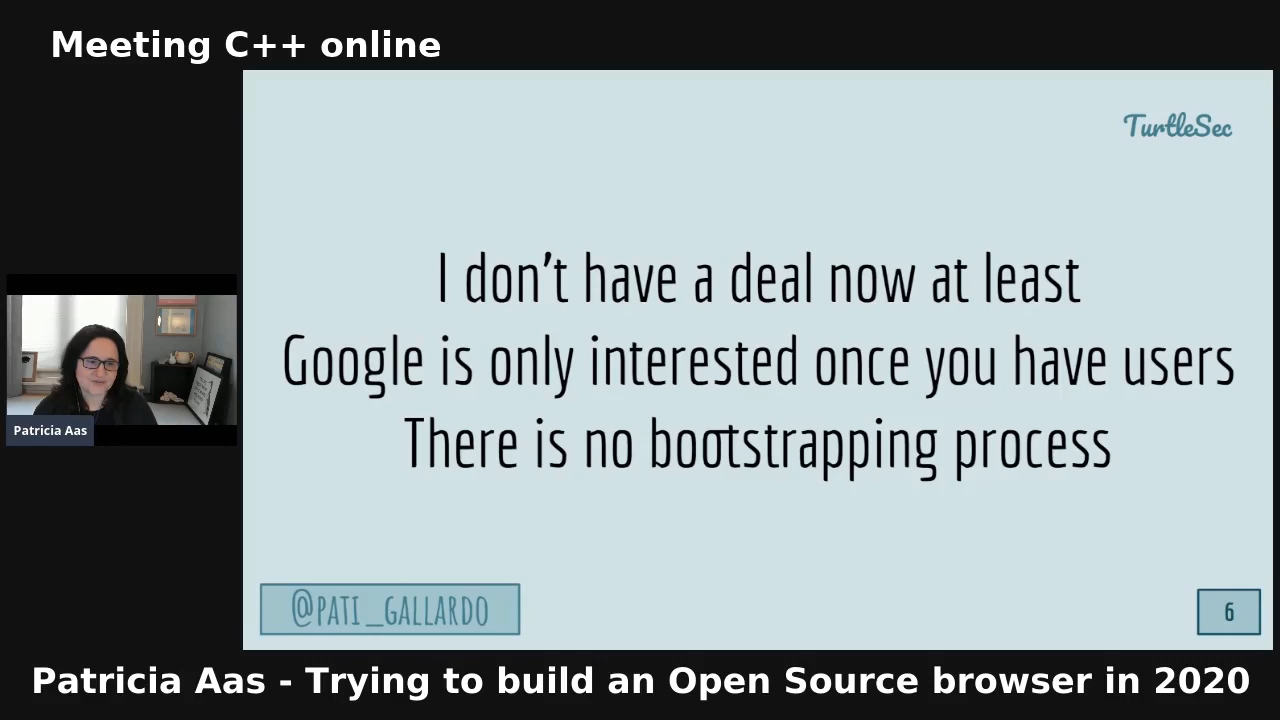 Meeting C++ online
TurtleSec
I don't have a deal now at least
Google is only interested once you have users
There is no bootstrapping process
Patricia Aas
@PATI_GALLARDO
6
Patricia Aas - Trying to build an Open Source browser in 2020